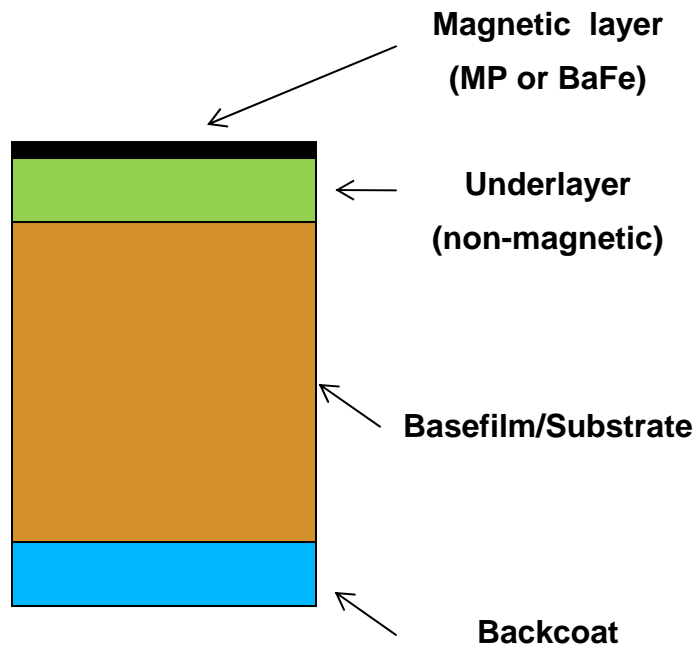 Magnetic layer
(MP or BaFe)
Underlayer
(non-magnetic)
Basefilm/Substrate
Backcoat